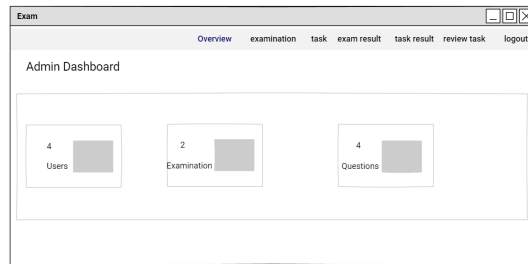 Exam
Overview examination task exam result task result review task logout
Admin Dashboard
4
Users
2
Examination
4
Questions